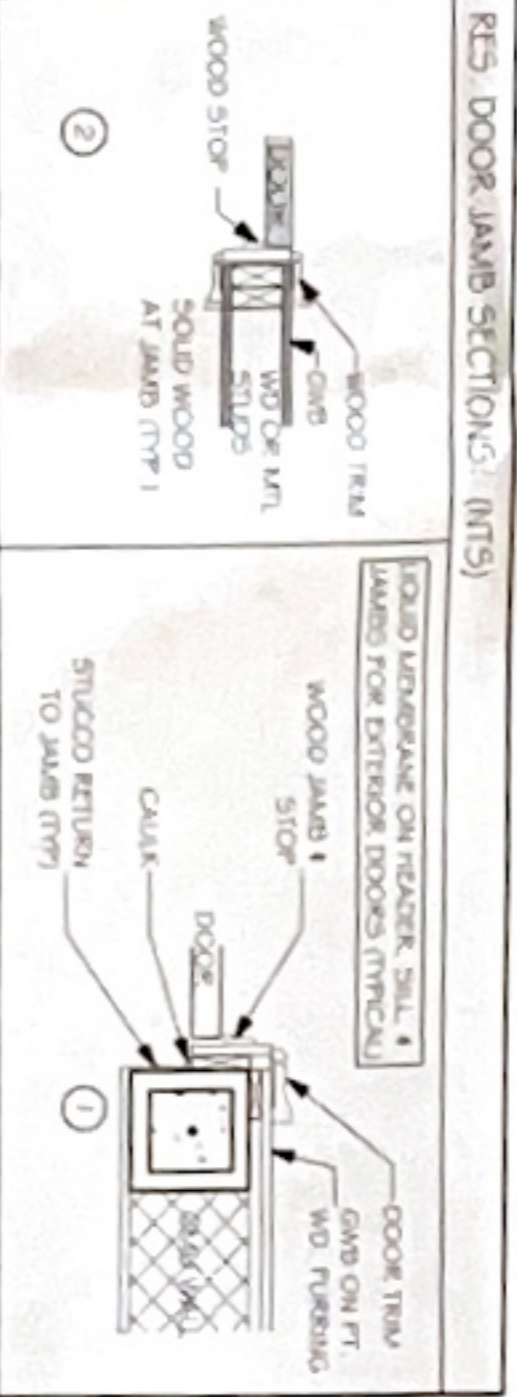 RES. DOOR JAMB SECTIONS: (NTS)
LIQUID MEMBRANE ON HEADER, SILL &
JAMBS FOR EXTERIOR DOORS (TYPICAL)
WOOD TRIM
GWB
WD OR MTL
STUDS
SOLID WOOD
AT JAMB (TYP)
DOOR
WOOD STOP
2
DOOR TRIM
GWB ON P.T.
WD. FURRING
WOOD JAMB &
STOP
DOOR
CAULK
STUCCO RETURN
TO JAMB (TYP)
1